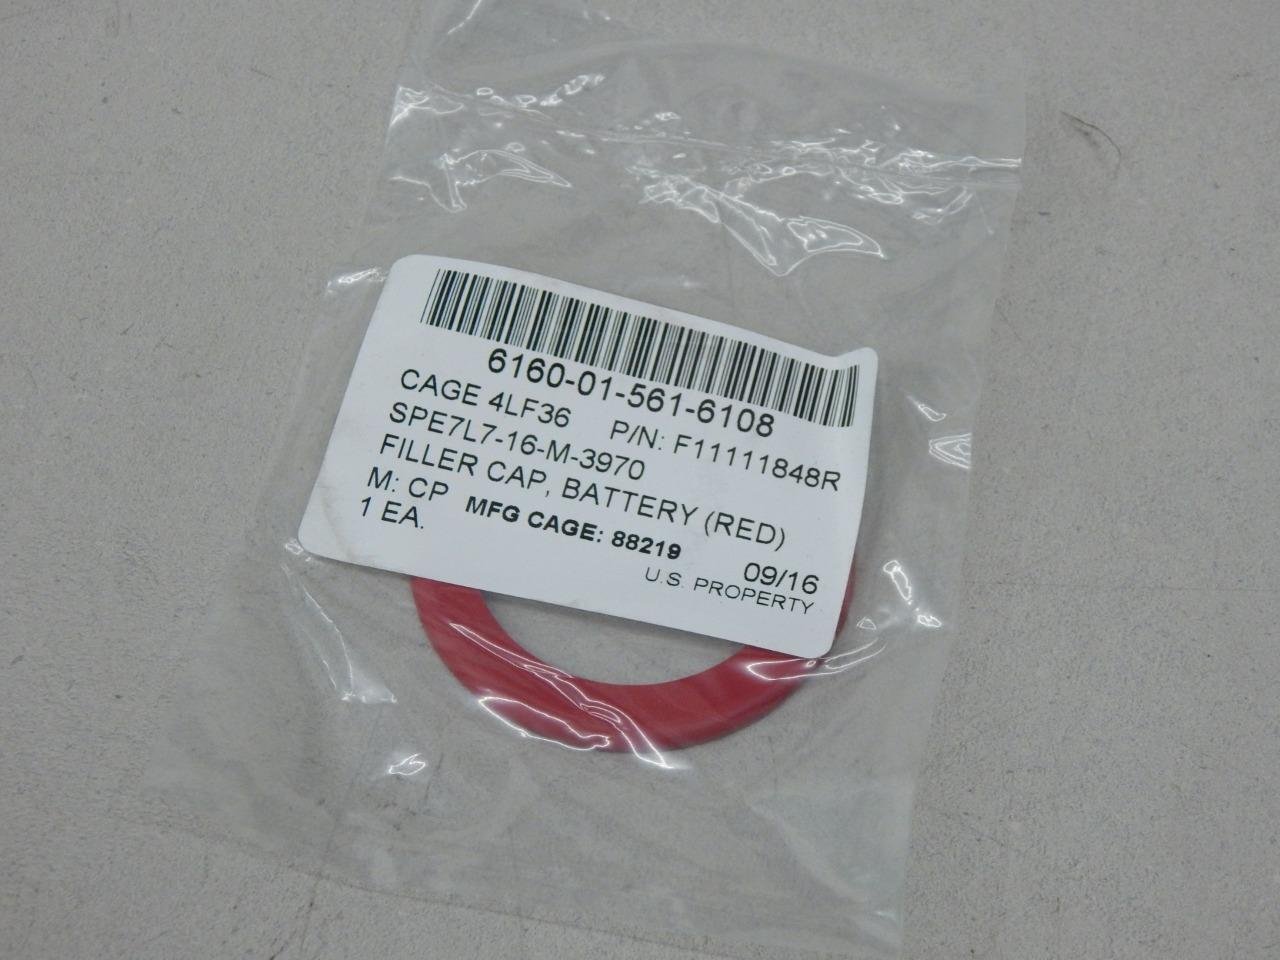 6160-01-561-6108
CAGE 4LF36 P/N: F11111848R
SPE7L7-16-M-3970
FILLER CAP, BATTERY (RED)
M: CP MFG CAGE: 88219
1 EA. 09/16
U.S. PROPERTY